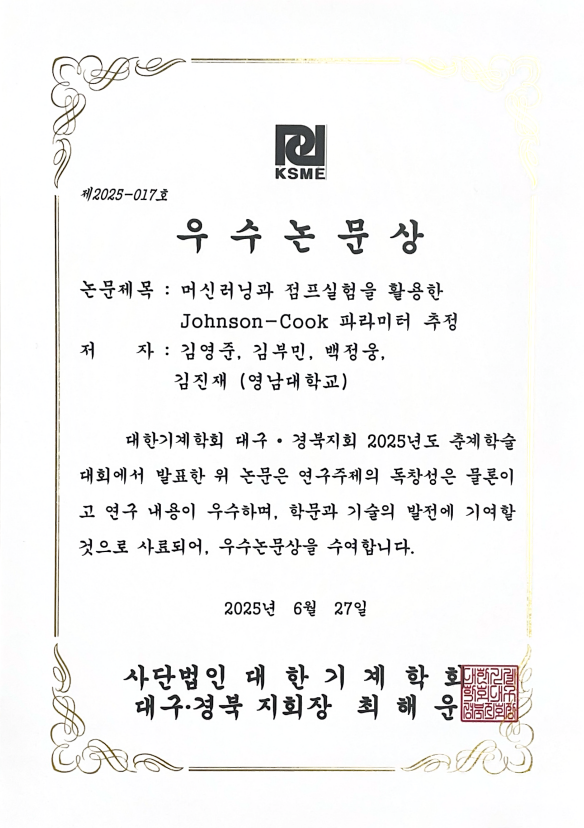 KSME
제2025-017호
우수논문상
논문제목 : 머신러닝과 점프실험을 활용한
Johnson-Cook 파라미터 추정
저 자 : 김영준, 김부민, 백정웅,
김진재 (영남대학교)
대한기계학회 대구·경북지회 2025년도 춘계학술
대회에서 발표한 위 논문은 연구주제의 독창성은 물론이
고 연구 내용이 우수하며, 학문과 기술의 발전에 기여할
것으로 사료되어, 우수논문상을 수여합니다.
2025년 6월 27일
사단법인 대한기계학회
대구·경북 지회장 최해운